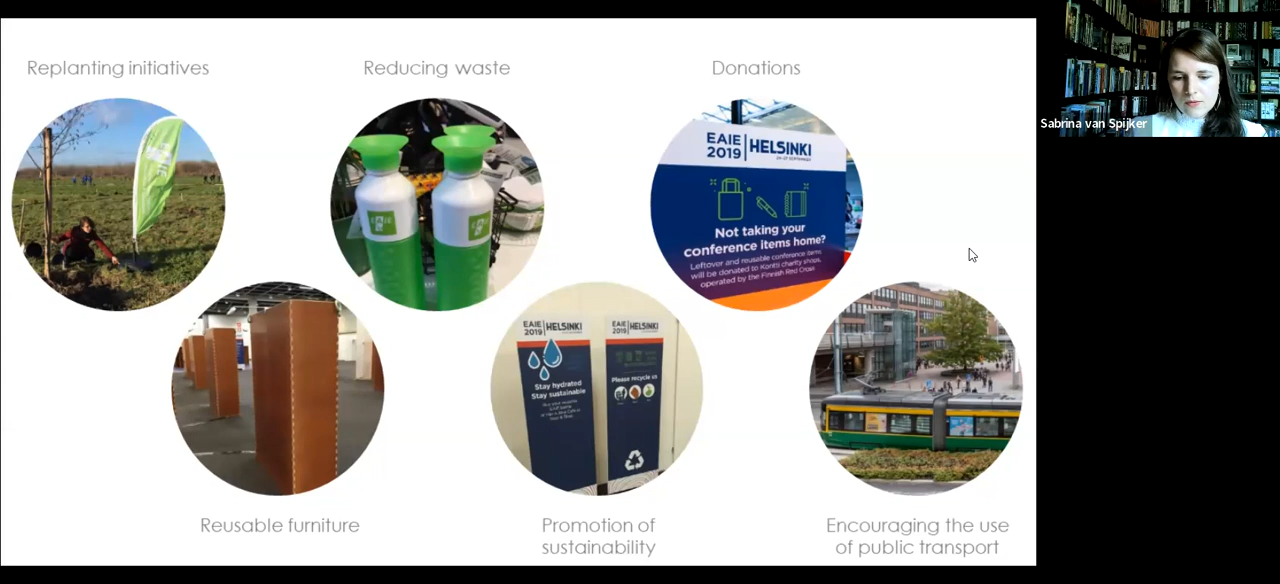 Replanting initiatives
Reducing waste
Donations
Sabrina van Spijker
EAIE
2019
HELSINKI
24-27 SEPTEMBER
Not taking your
conference items home?
Leftover and reusable conference items
will be donated to Kontti charity shops,
operated by the Finnish Red Cross.
EAIE
2019
HELSINKI
Stay hydrated
Stay sustainable
EAIE
2019
HELSINKI
Please recycle us
Reusable furniture
Promotion of
sustainability
Encouraging the use
of public transport